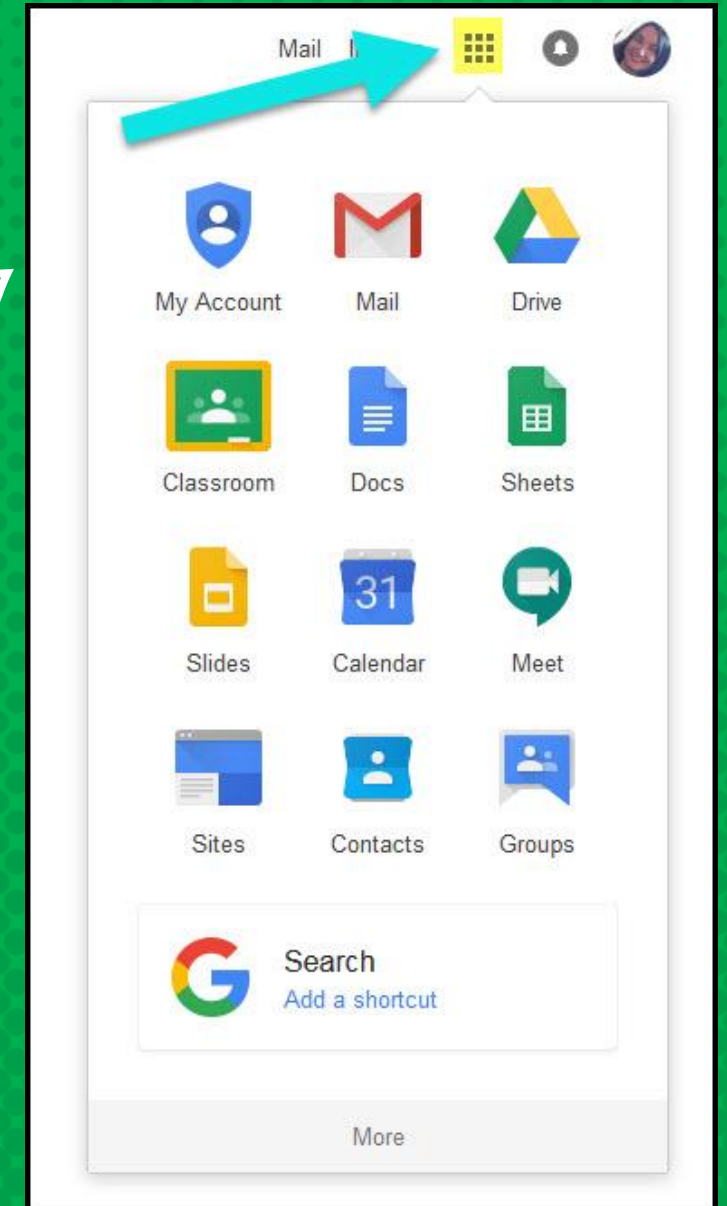 Mail
My Account Mail Drive
Classroom Docs Sheets
31
Slides Calendar Meet
Sites Contacts Groups
G Search
Add a shortcut
More